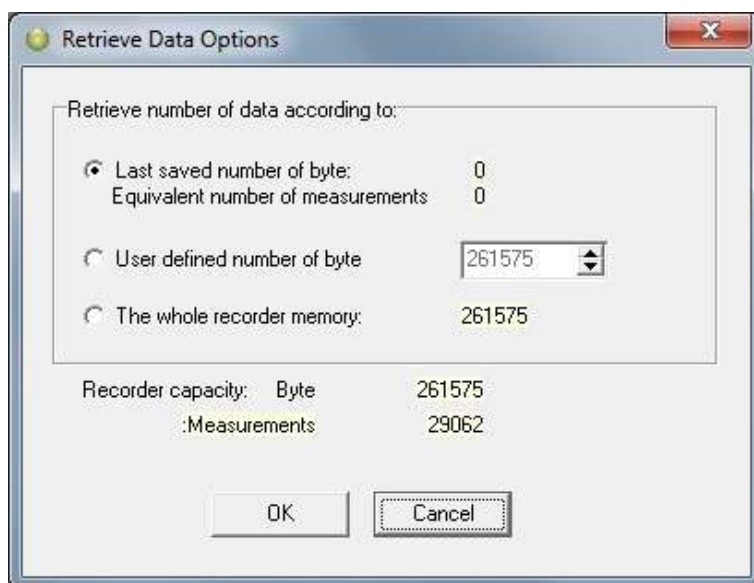 Retrieve Data Options
Retrieve number of data according to:
Last saved number of byte: 0
Equivalent number of measurements 0
User defined number of byte 261575
The whole recorder memory: 261575
Recorder capacity: Byte 261575
:Measurements 29062
OK Cancel